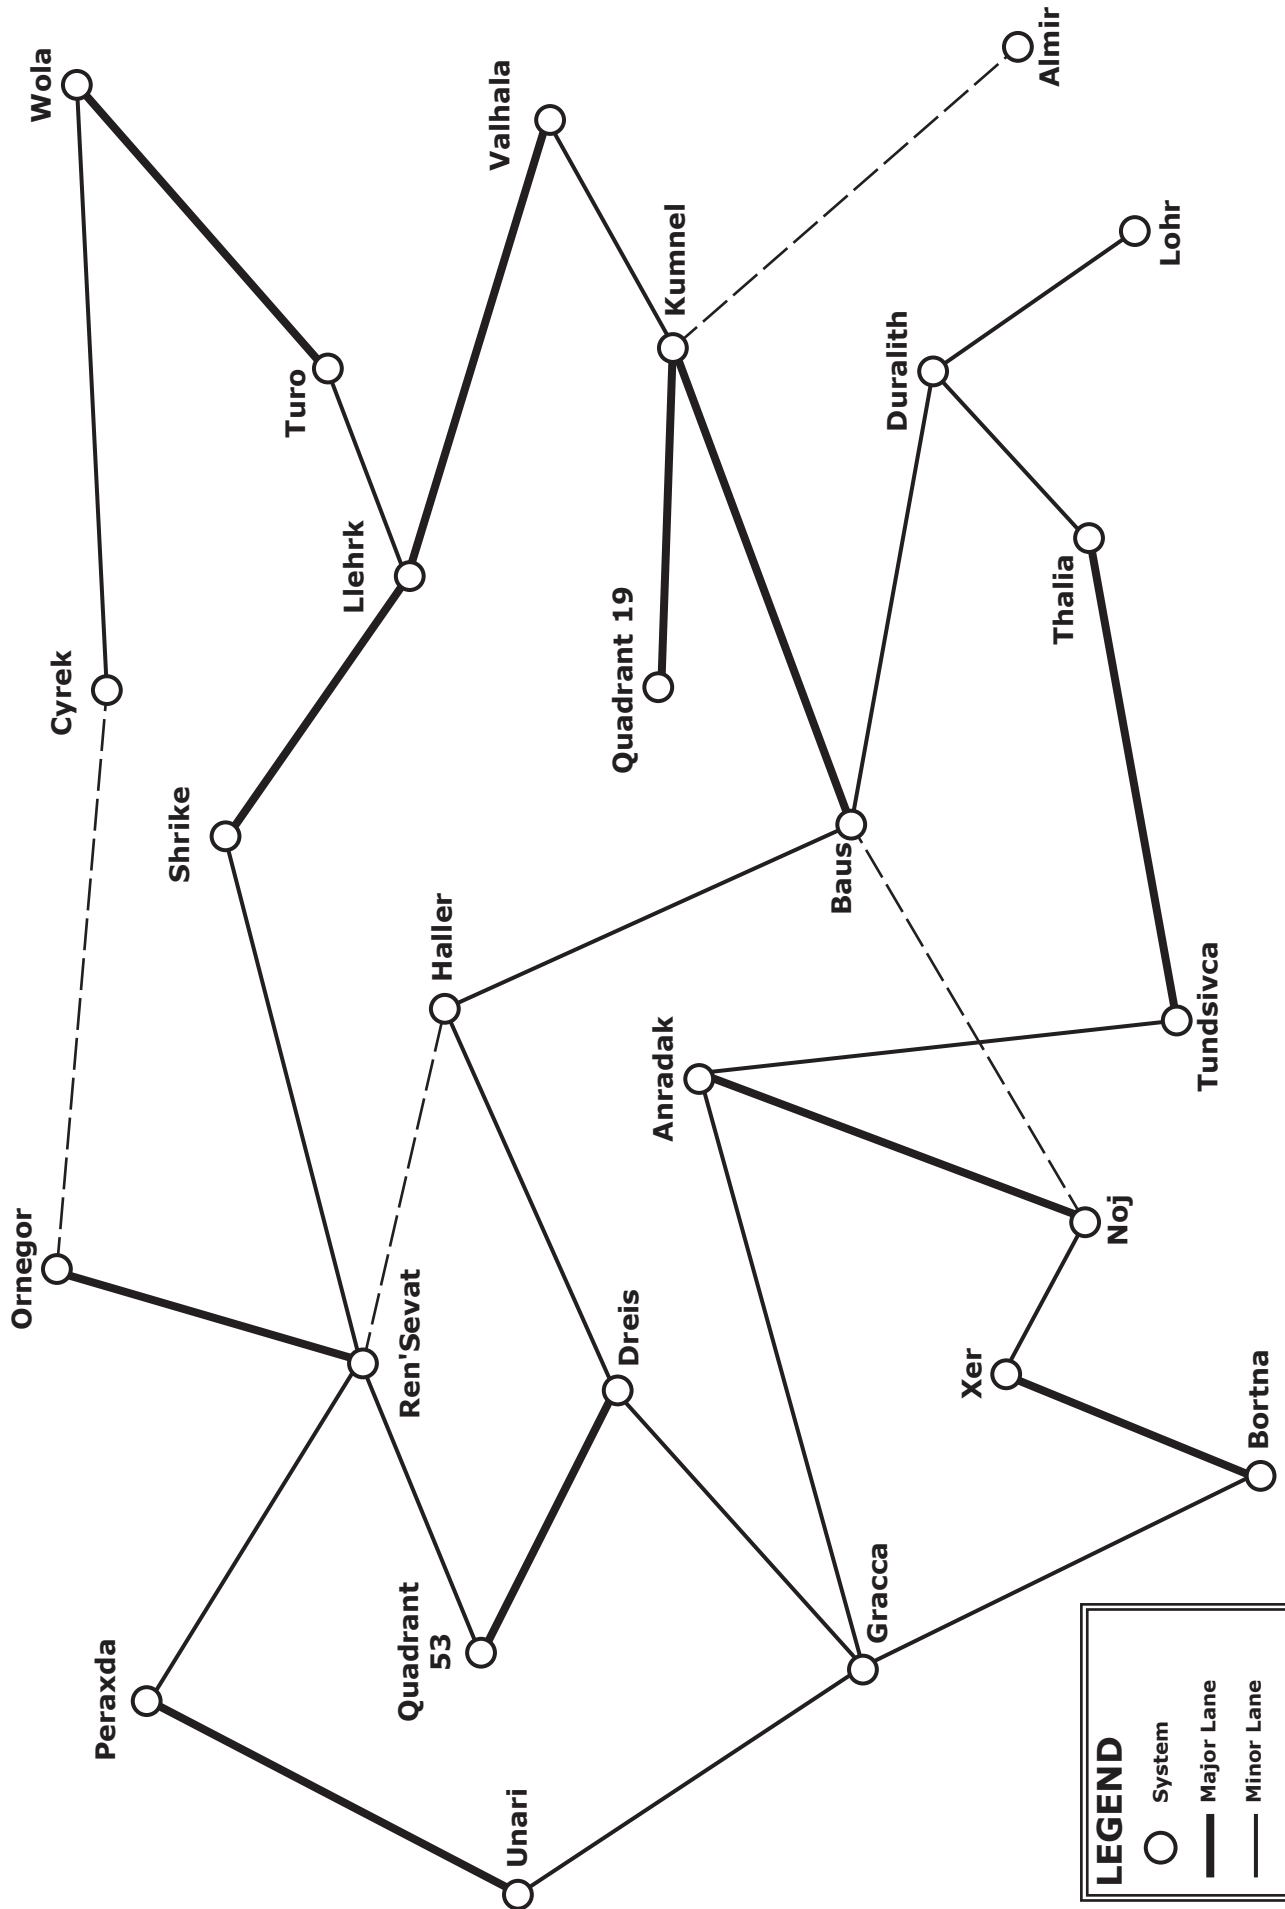 Wola
Almir
Valhala
Kumnel
Lohr
Turo
Duralith
Llehrk
Thalia
Quadrant 19
Cyrek
Shrike
Baus
Haller
Tundsivca
Anradak
Noj
Ornegor
Ren'Sevat
Dreis
Xer
Bortna
Gracca
Quadrant
53
Peraxda
Unari
LEGEND
System
Major Lane
Minor Lane